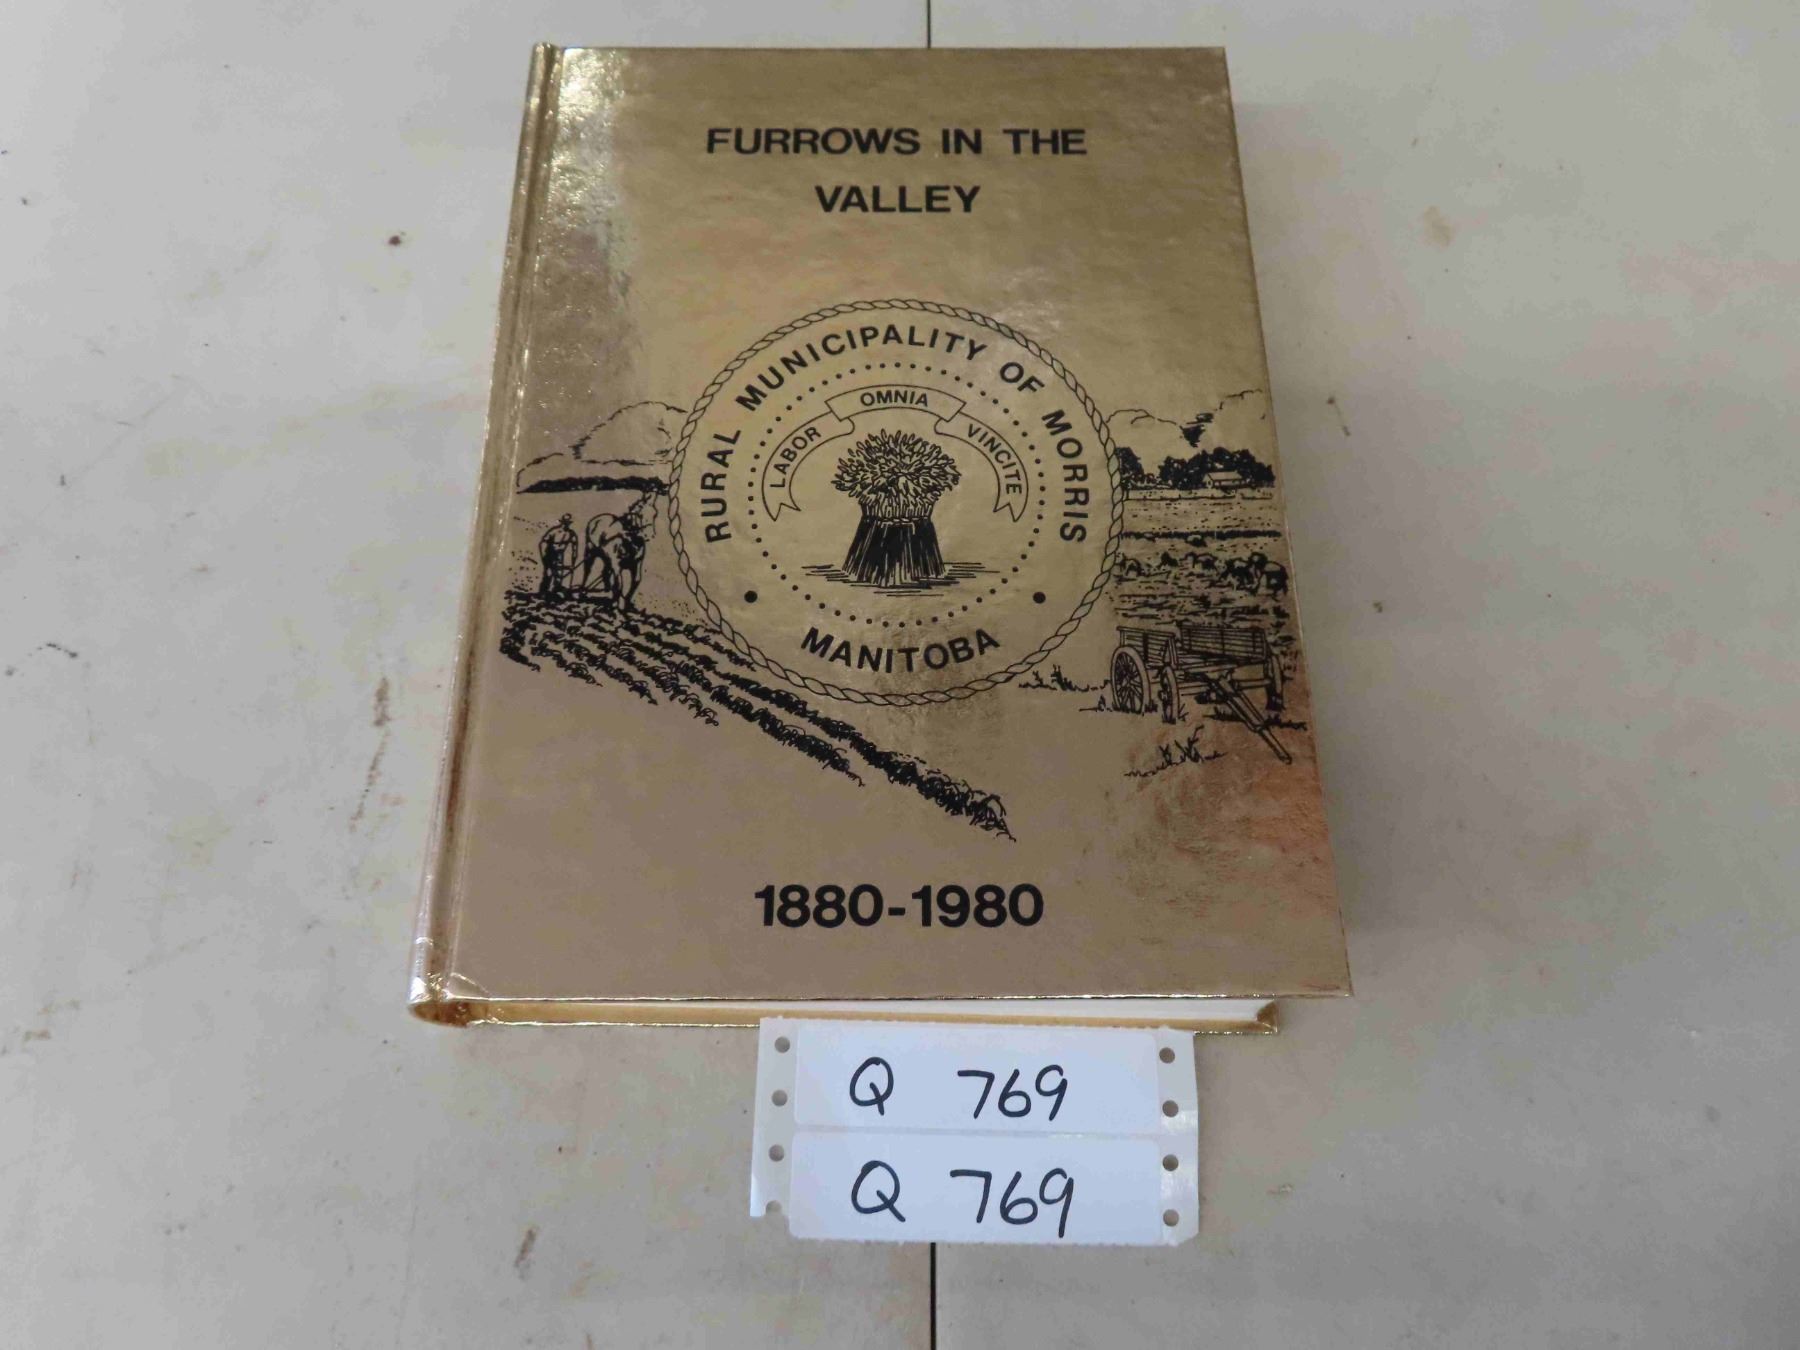 FURROWS IN THE
VALLEY
RURAL MUNICIPALITY OF MORRIS
LABOR OMNIA VINCITE
MANITOBA
1880-1980
Q 769
Q 769